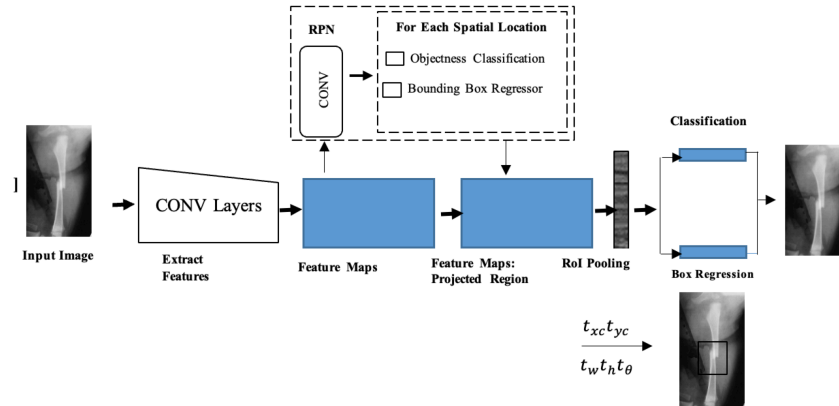 RPN
For Each Spatial Location
CONV
Objectness Classification
Bounding Box Regressor
Classification
]
CONV Layers
Input Image
Extract
Features
Feature Maps
Feature Maps:
Projected Region
RoI Pooling
Box Regression
t_{xc}t_{yc}
t_w t_h t_θ